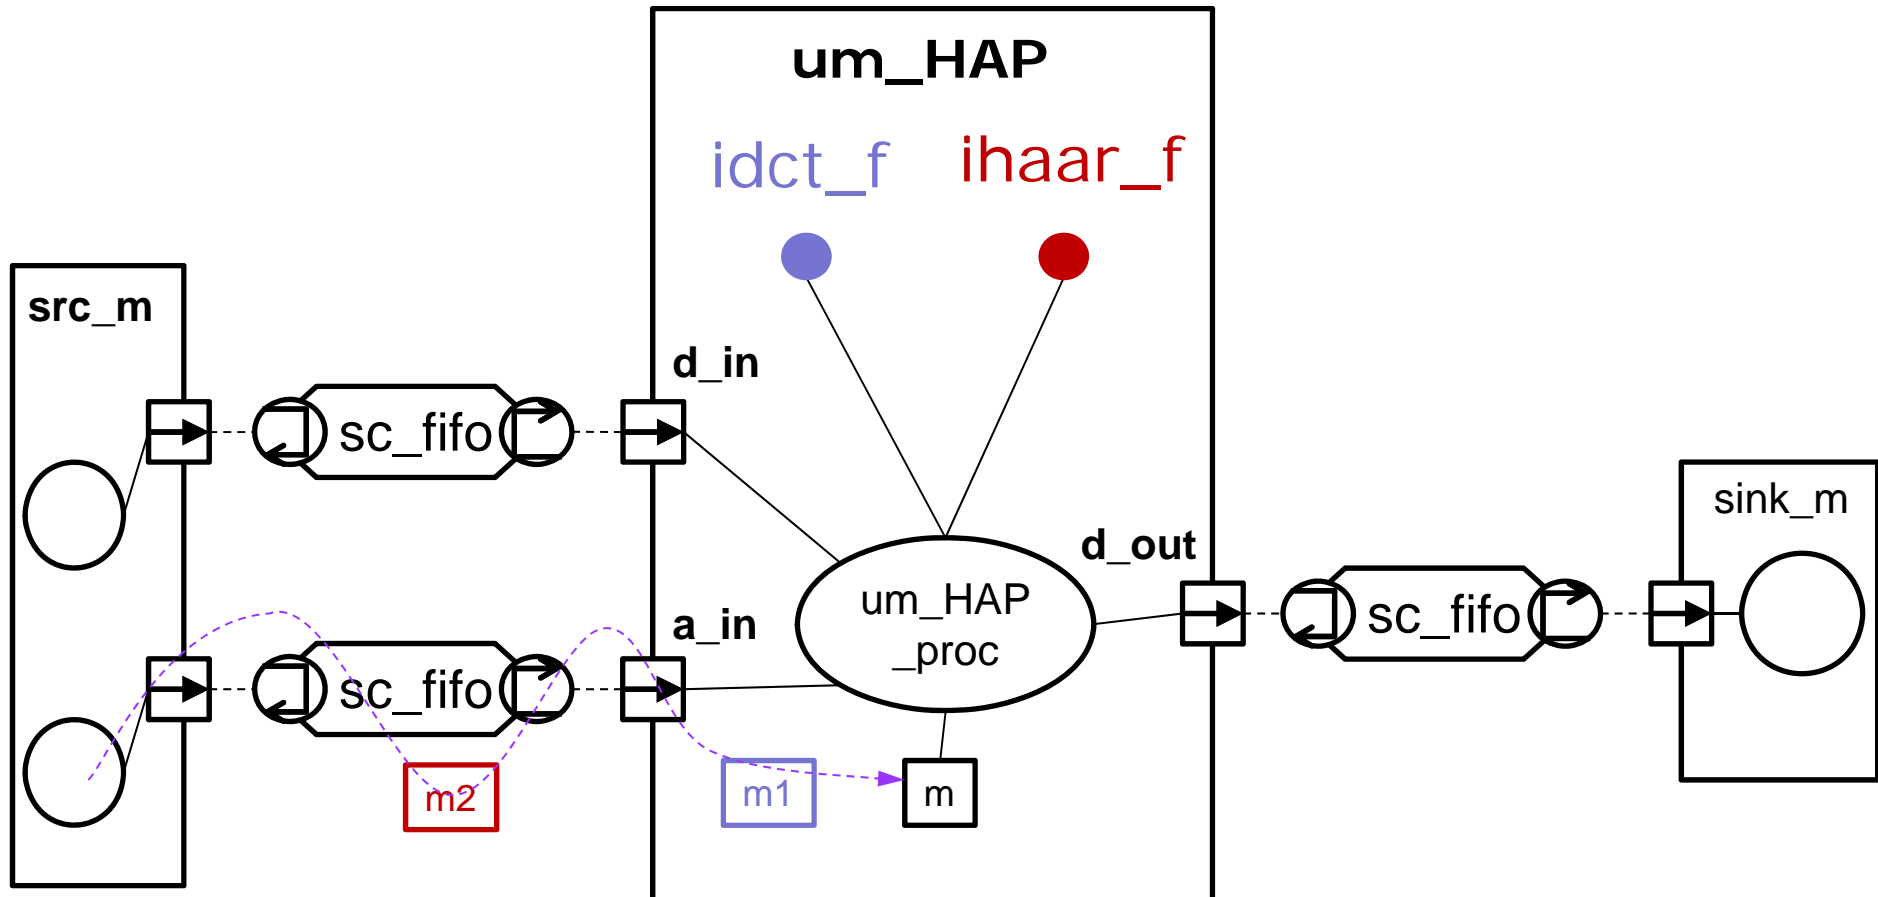 um_HAP
idct_f
ihaar_f
src_m
d_in
sc_fifo
sink_m
d_out
um_HAP
_proc
sc_fifo
a_in
sc_fifo
m2
m1
m